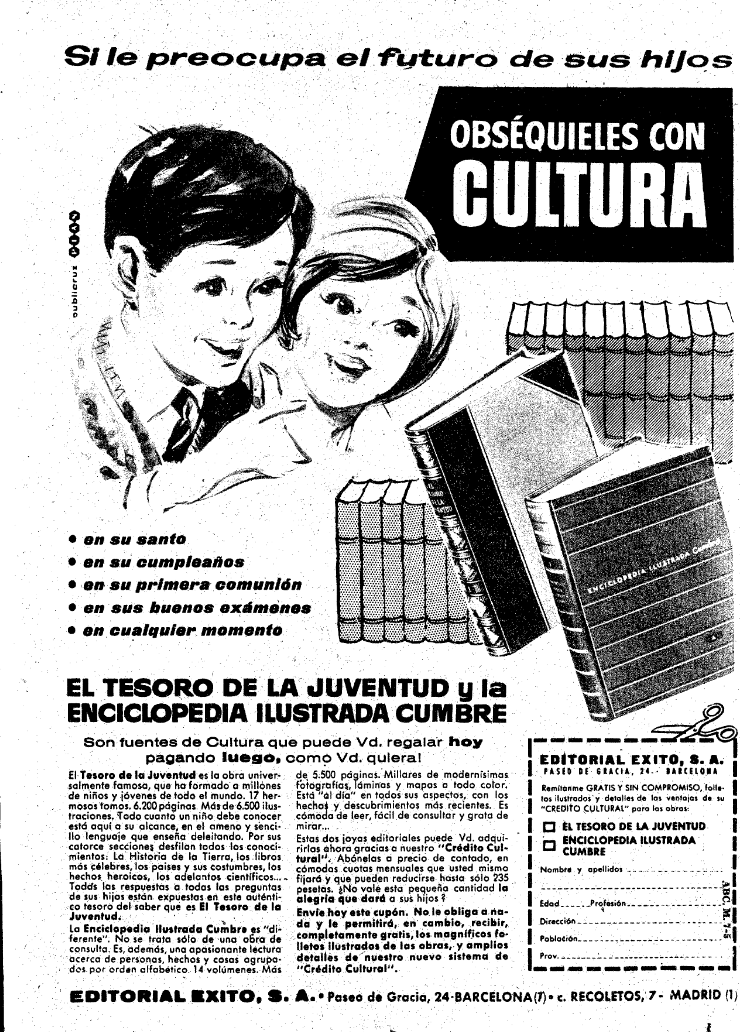 Si le preocupa el futuro de sus hijos
OBSÉQUIELES CON
CULTURA
publicruz
EL
TESORO
DE LA
JUVENTUD
ENCICLOPEDIA ILUSTRADA CUMBRE
• en su santo
• en su cumpleaños
• en su primera comunión
• en sus buenos exámenes
• en cualquier momento
EL TESORO DE LA JUVENTUD y la
ENCICLOPEDIA ILUSTRADA CUMBRE
Son fuentes de Cultura que puede Vd. regalar hoy
pagando luego, como Vd. quiera!
El Tesoro de la Juventud es la obra univer-
salmente famosa, que ha formado a millones
de niños y jóvenes de todo el mundo. 17 her-
mosos tomos. 6.200 páginas. Más de 6.500 ilus-
traciones. Todo cuanto un niño debe conocer
está aquí a su alcance, en el ameno y senci-
llo lenguaje que enseña deleitando. Por sus
catorce secciones desfilan todos los conoci-
mientos: La Historia de la Tierra, los libros
más célebres, los países y sus costumbres, los
hechos heroicos, los adelantos científicos...
Todas las respuestas a todas las preguntas
de sus hijos están expuestas en este autènti-
co tesoro del saber que es El Tesoro de la
Juventud.
La Enciclopedia Ilustrada Cumbre es "di-
ferente". No se trata sólo de una obra de
consulta. Es, además, una apasionante lectura
acerca de personas, hechos y cosas agrupa-
dos por orden alfabético. 14 volúmenes. Más
de 5.500 páginas. Millares de modernísimas
fotografías, láminas y mapas a todo color.
Está "al día" en todos sus aspectos, con los
hechos y descubrimientos más recientes. Es
cómoda de leer, fácil de consultar y grata de
mirar...
Estas dos joyas editoriales puede Vd. adqui-
rirlas ahora gracias a nuestro "Crédito Cul-
tural". Abónelas a precio de contado, en
cómodas cuotas mensuales que usted mismo
fijará y que pueden reducirse hasta sólo 235
pesetas. ¿No vale esta pequeña cantidad la
alegría que dará a sus hijos?
Envíe hoy este cupón. No le obliga a na-
da y le permitirá, en cambio, recibir,
completamente gratis, los magníficos fo-
lletos ilustrados de las obras, y amplios
detalles de nuestro nuevo sistema de
"Crédito Cultural".
EDITORIAL EXITO, S. A.
PASEO DE GRACIA, 24.- BARCELONA
Remítanme GRATIS Y SIN COMPROMISO, folle-
tos ilustrados y detalles de las ventajas de su
"CREDITO CULTURAL" para las obras:
EL TESORO DE LA JUVENTUD
ENCICLOPEDIA ILUSTRADA
CUMBRE
Nombre y apellidos
Edad Profesión
Dirección
Población
Prov.
ABC. M. 7-5
EDITORIAL EXITO, S. A. • Paseo de Gracia, 24-BARCELONA(7) • c. RECOLETOS, 7 - MADRID (1)